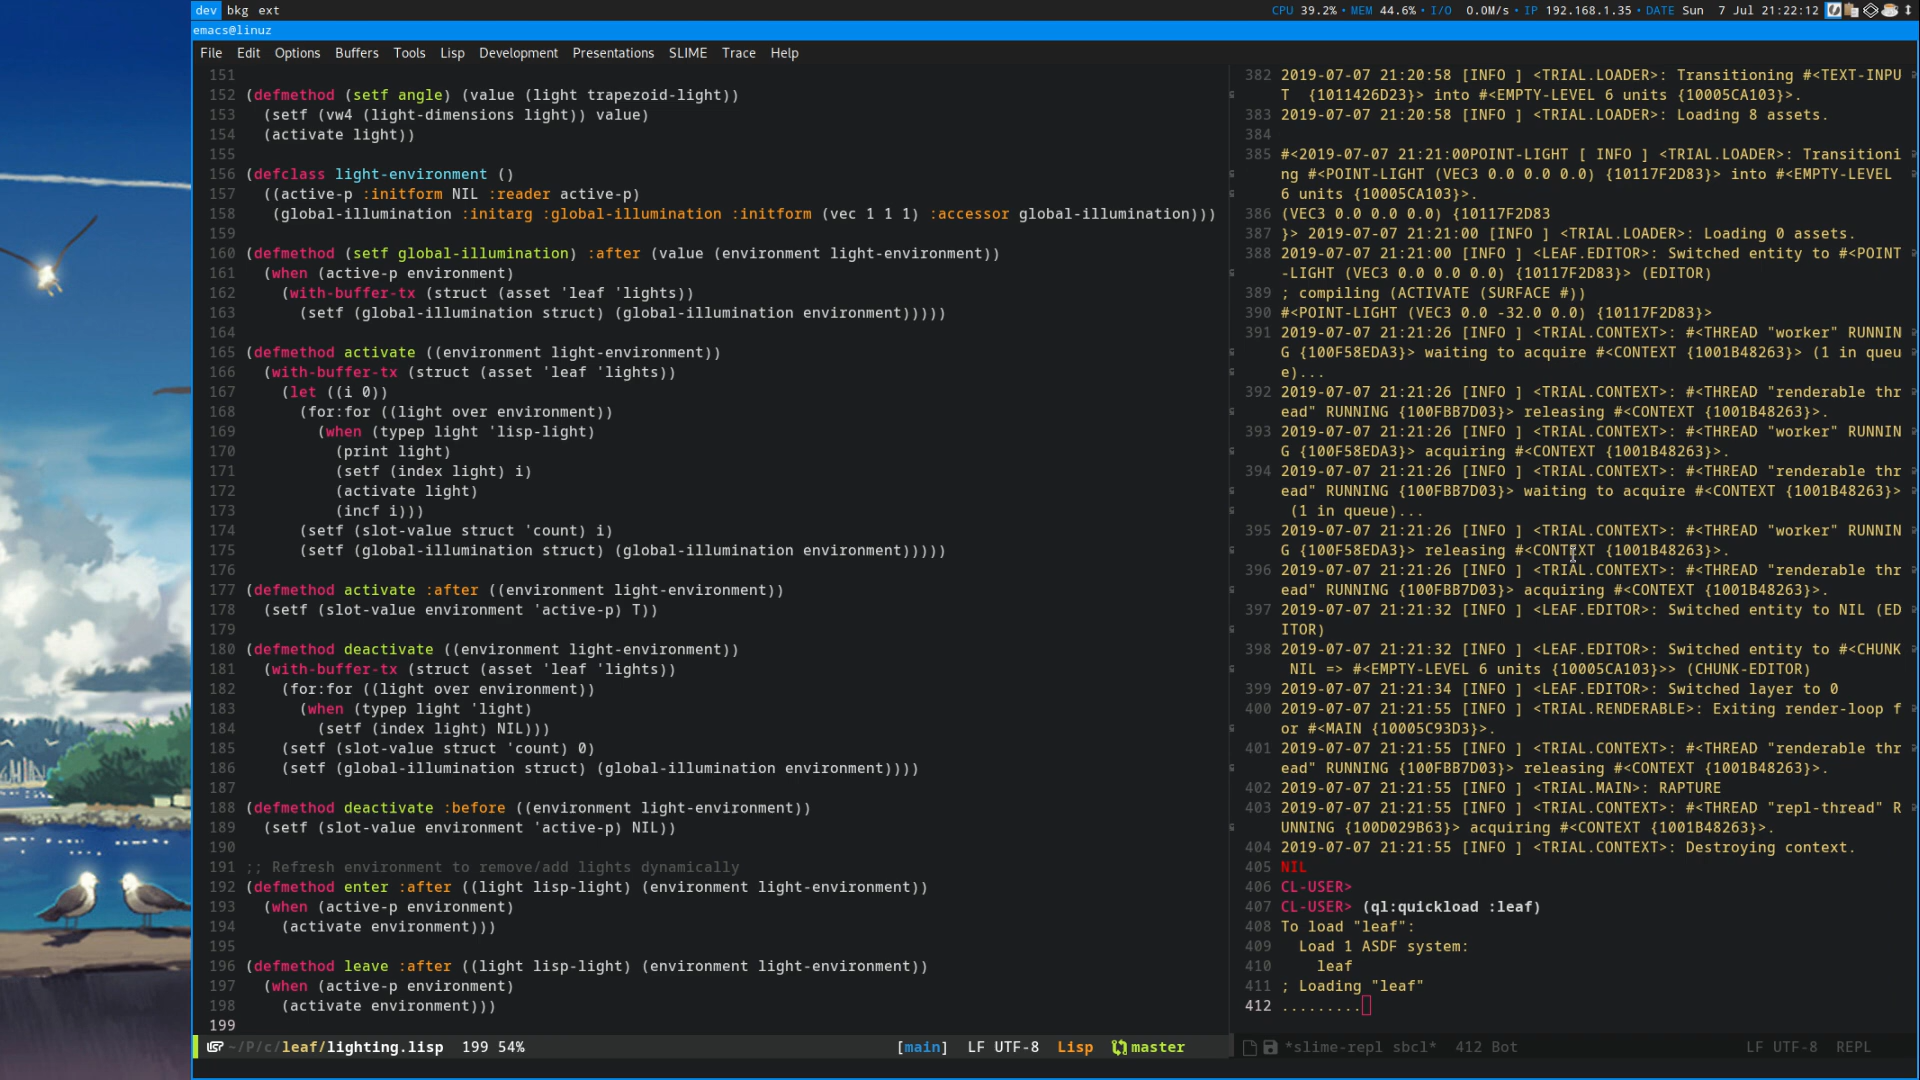 dev bkg ext
CPU 39.2% • MEM 44.6% • I/O 0.0M/s • IP 192.168.1.35 • DATE Sun 7 Jul 21:22:12
emacs@linuz
File Edit Options Buffers Tools Lisp Development Presentations SLIME Trace Help
151
152 (defmethod (setf angle) (value (light trapezoid-light))
153   (setf (vw4 (light-dimensions light)) value)
154   (activate light))
155
156 (defclass light-environment ()
157   ((active-p :initform NIL :reader active-p)
158    (global-illumination :initarg :global-illumination :initform (vec 1 1 1) :accessor global-illumination)))
159
160 (defmethod (setf global-illumination) :after (value (environment light-environment))
161   (when (active-p environment)
162     (with-buffer-tx (struct (asset 'leaf 'lights))
163       (setf (global-illumination struct) (global-illumination environment)))))
164
165 (defmethod activate ((environment light-environment))
166   (with-buffer-tx (struct (asset 'leaf 'lights))
167     (let ((i 0))
168       (for:for ((light over environment))
169         (when (typep light 'lisp-light)
170           (print light)
171           (setf (index light) i)
172           (activate light)
173           (incf i)))
174       (setf (slot-value struct 'count) i)
175       (setf (global-illumination struct) (global-illumination environment)))))
176
177 (defmethod activate :after ((environment light-environment))
178   (setf (slot-value environment 'active-p) T))
179
180 (defmethod deactivate ((environment light-environment))
181   (with-buffer-tx (struct (asset 'leaf 'lights))
182     (for:for ((light over environment))
183       (when (typep light 'light)
184         (setf (index light) NIL)))
185     (setf (slot-value struct 'count) 0)
186     (setf (global-illumination struct) (global-illumination environment))))
187
188 (defmethod deactivate :before ((environment light-environment))
189   (setf (slot-value environment 'active-p) NIL))
190
191 ;; Refresh environment to remove/add lights dynamically
192 (defmethod enter :after ((light lisp-light) (environment light-environment))
193   (when (active-p environment)
194     (activate environment)))
195
196 (defmethod leave :after ((light lisp-light) (environment light-environment))
197   (when (active-p environment)
198     (activate environment)))
199
~/P/c/leaf/lighting.lisp 199 54% [main] LF UTF-8 Lisp master
382 2019-07-07 21:20:58 [INFO ] <TRIAL.LOADER>: Transitioning #<TEXT-INPU
T  {1011426D23}> into #<EMPTY-LEVEL 6 units {10005CA103}>.
383 2019-07-07 21:20:58 [INFO ] <TRIAL.LOADER>: Loading 8 assets.
384
385 #<2019-07-07 21:21:00POINT-LIGHT [ INFO ] <TRIAL.LOADER>: Transitioni
ng #<POINT-LIGHT (VEC3 0.0 0.0 0.0) {10117F2D83}> into #<EMPTY-LEVEL
6 units {10005CA103}>.
386 (VEC3 0.0 0.0 0.0) {10117F2D83
387 }> 2019-07-07 21:21:00 [INFO ] <TRIAL.LOADER>: Loading 0 assets.
388 2019-07-07 21:21:00 [INFO ] <LEAF.EDITOR>: Switched entity to #<POINT
-LIGHT (VEC3 0.0 0.0 0.0) {10117F2D83}> (EDITOR)
389 ; compiling (ACTIVATE (SURFACE #))
390 #<POINT-LIGHT (VEC3 0.0 -32.0 0.0) {10117F2D83}>
391 2019-07-07 21:21:26 [INFO ] <TRIAL.CONTEXT>: #<THREAD "worker" RUNNIN
G {100F58EDA3}> waiting to acquire #<CONTEXT {1001B48263}> (1 in queu
e)...
392 2019-07-07 21:21:26 [INFO ] <TRIAL.CONTEXT>: #<THREAD "renderable thr
ead" RUNNING {100FBB7D03}> releasing #<CONTEXT {1001B48263}>.
393 2019-07-07 21:21:26 [INFO ] <TRIAL.CONTEXT>: #<THREAD "worker" RUNNIN
G {100F58EDA3}> acquiring #<CONTEXT {1001B48263}>.
394 2019-07-07 21:21:26 [INFO ] <TRIAL.CONTEXT>: #<THREAD "renderable thr
ead" RUNNING {100FBB7D03}> waiting to acquire #<CONTEXT {1001B48263}>
 (1 in queue)...
395 2019-07-07 21:21:26 [INFO ] <TRIAL.CONTEXT>: #<THREAD "worker" RUNNIN
G {100F58EDA3}> releasing #<CONTEXT {1001B48263}>.
396 2019-07-07 21:21:26 [INFO ] <TRIAL.CONTEXT>: #<THREAD "renderable thr
ead" RUNNING {100FBB7D03}> acquiring #<CONTEXT {1001B48263}>.
397 2019-07-07 21:21:32 [INFO ] <LEAF.EDITOR>: Switched entity to NIL (ED
ITOR)
398 2019-07-07 21:21:32 [INFO ] <LEAF.EDITOR>: Switched entity to #<CHUNK
 NIL => #<EMPTY-LEVEL 6 units {10005CA103}>> (CHUNK-EDITOR)
399 2019-07-07 21:21:34 [INFO ] <LEAF.EDITOR>: Switched layer to 0
400 2019-07-07 21:21:55 [INFO ] <TRIAL.RENDERABLE>: Exiting render-loop f
or #<MAIN {10005C93D3}>.
401 2019-07-07 21:21:55 [INFO ] <TRIAL.CONTEXT>: #<THREAD "renderable thr
ead" RUNNING {100FBB7D03}> releasing #<CONTEXT {1001B48263}>.
402 2019-07-07 21:21:55 [INFO ] <TRIAL.MAIN>: RAPTURE
403 2019-07-07 21:21:55 [INFO ] <TRIAL.CONTEXT>: #<THREAD "repl-thread" R
UNNING {100D029B63}> acquiring #<CONTEXT {1001B48263}>.
404 2019-07-07 21:21:55 [INFO ] <TRIAL.CONTEXT>: Destroying context.
405 NIL
406 CL-USER>
407 CL-USER> (ql:quickload :leaf)
408 To load "leaf":
409   Load 1 ASDF system:
410     leaf
411 ; Loading "leaf"
412 .........
*slime-repl sbcl* 412 Bot LF UTF-8 REPL